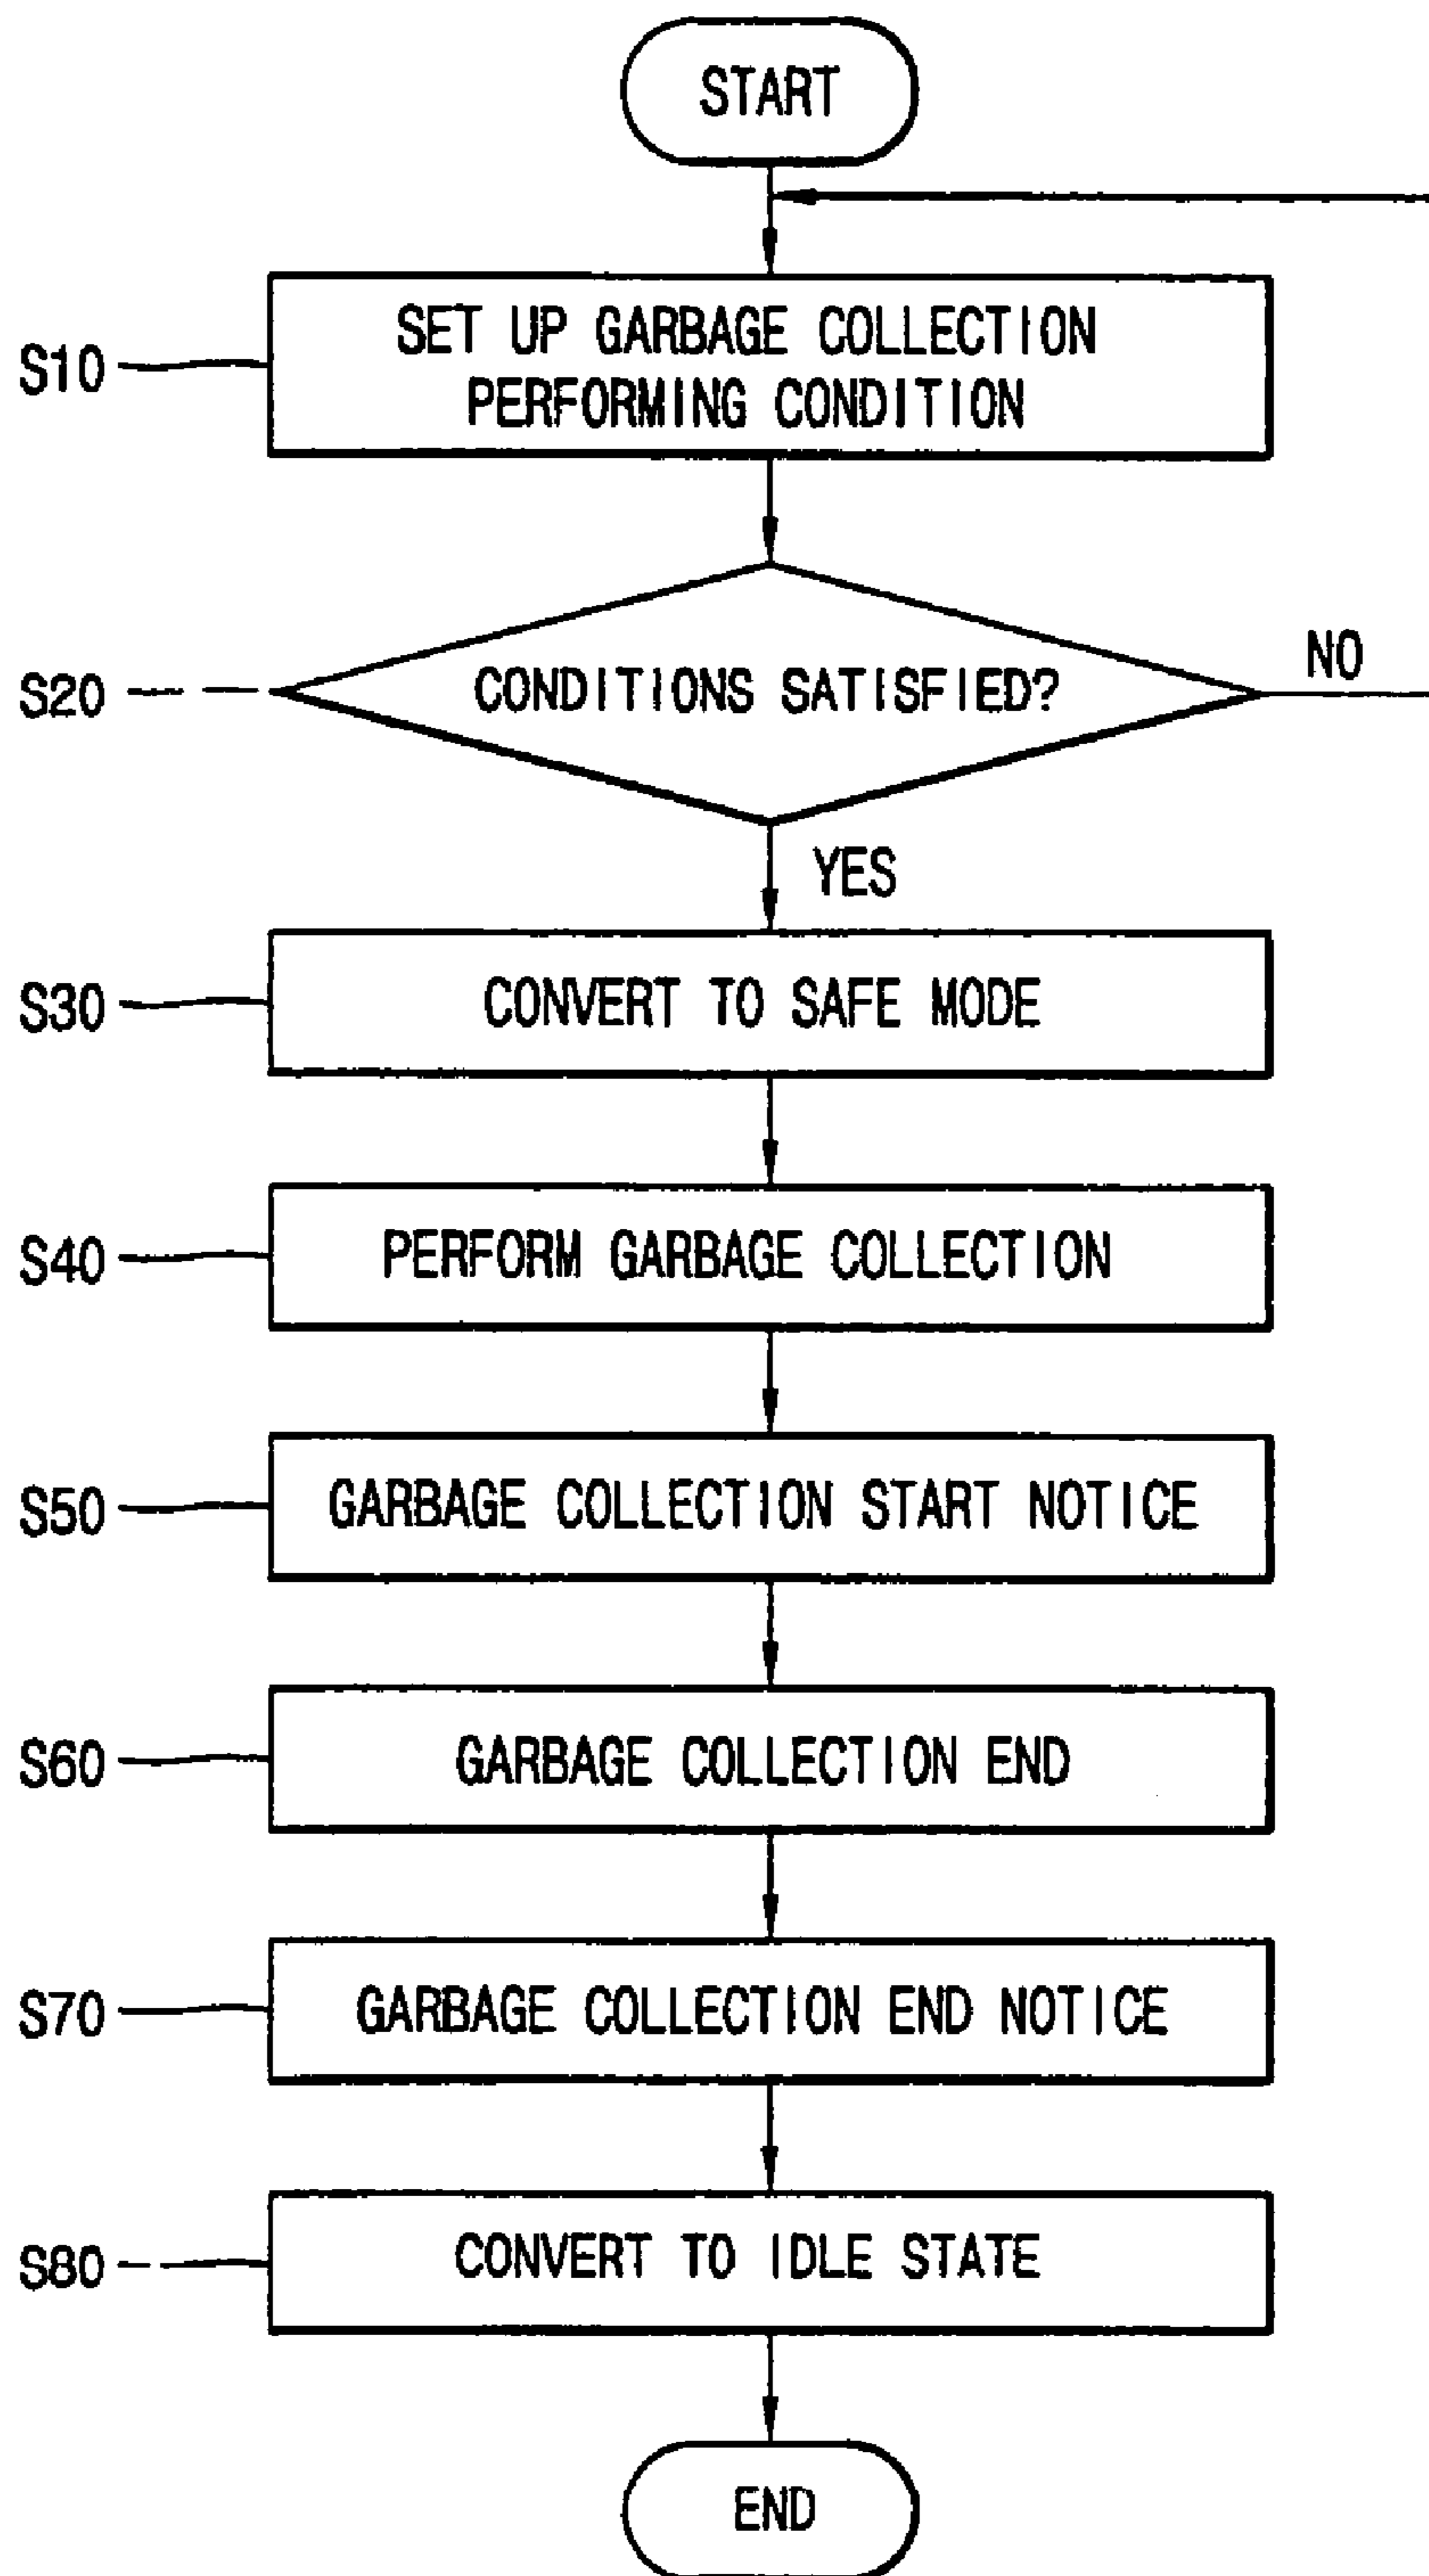 START
S10
SET UP GARBAGE COLLECTION
PERFORMING CONDITION
S20
CONDITIONS SATISFIED?
NO
YES
S30
CONVERT TO SAFE MODE
S40
PERFORM GARBAGE COLLECTION
S50
GARBAGE COLLECTION START NOTICE
S60
GARBAGE COLLECTION END
S70
GARBAGE COLLECTION END NOTICE
S80
CONVERT TO IDLE STATE
END